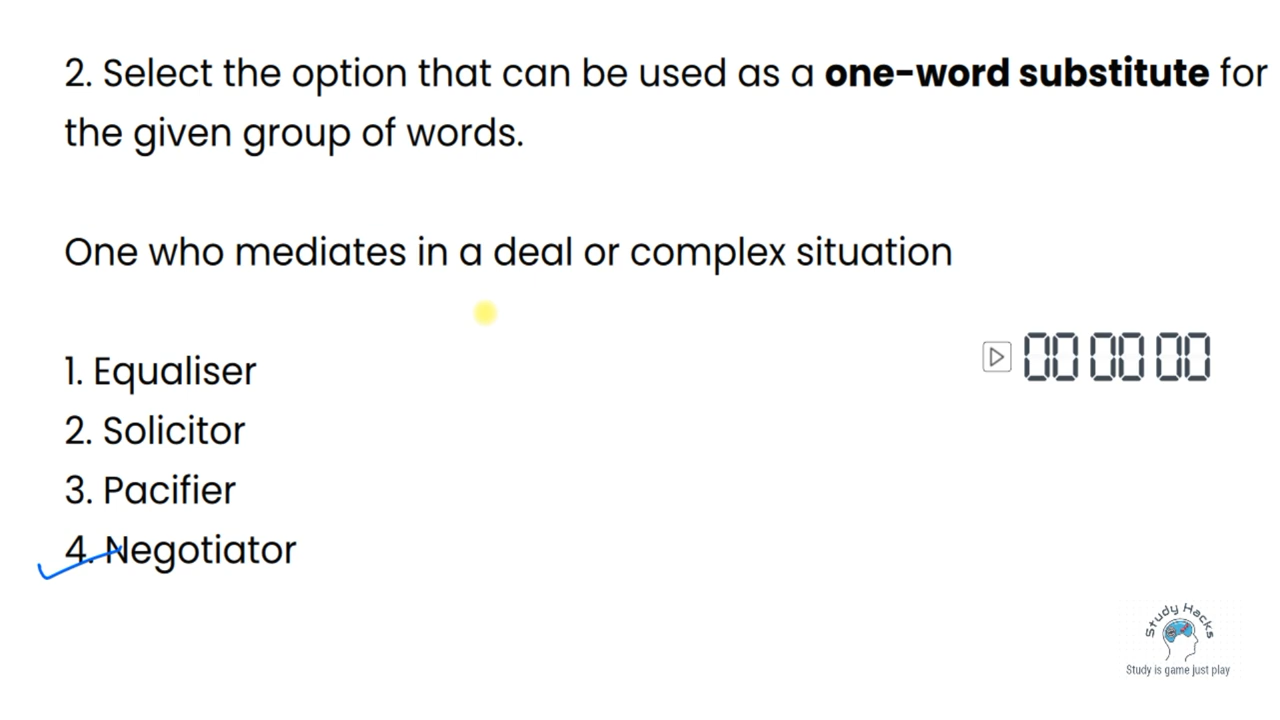 2. Select the option that can be used as a one-word substitute for
the given group of words.
One who mediates in a deal or complex situation
1. Equaliser
00 00 00
2. Solicitor
3. Pacifier
4. Negotiator
Study Hacks
Study is game just play